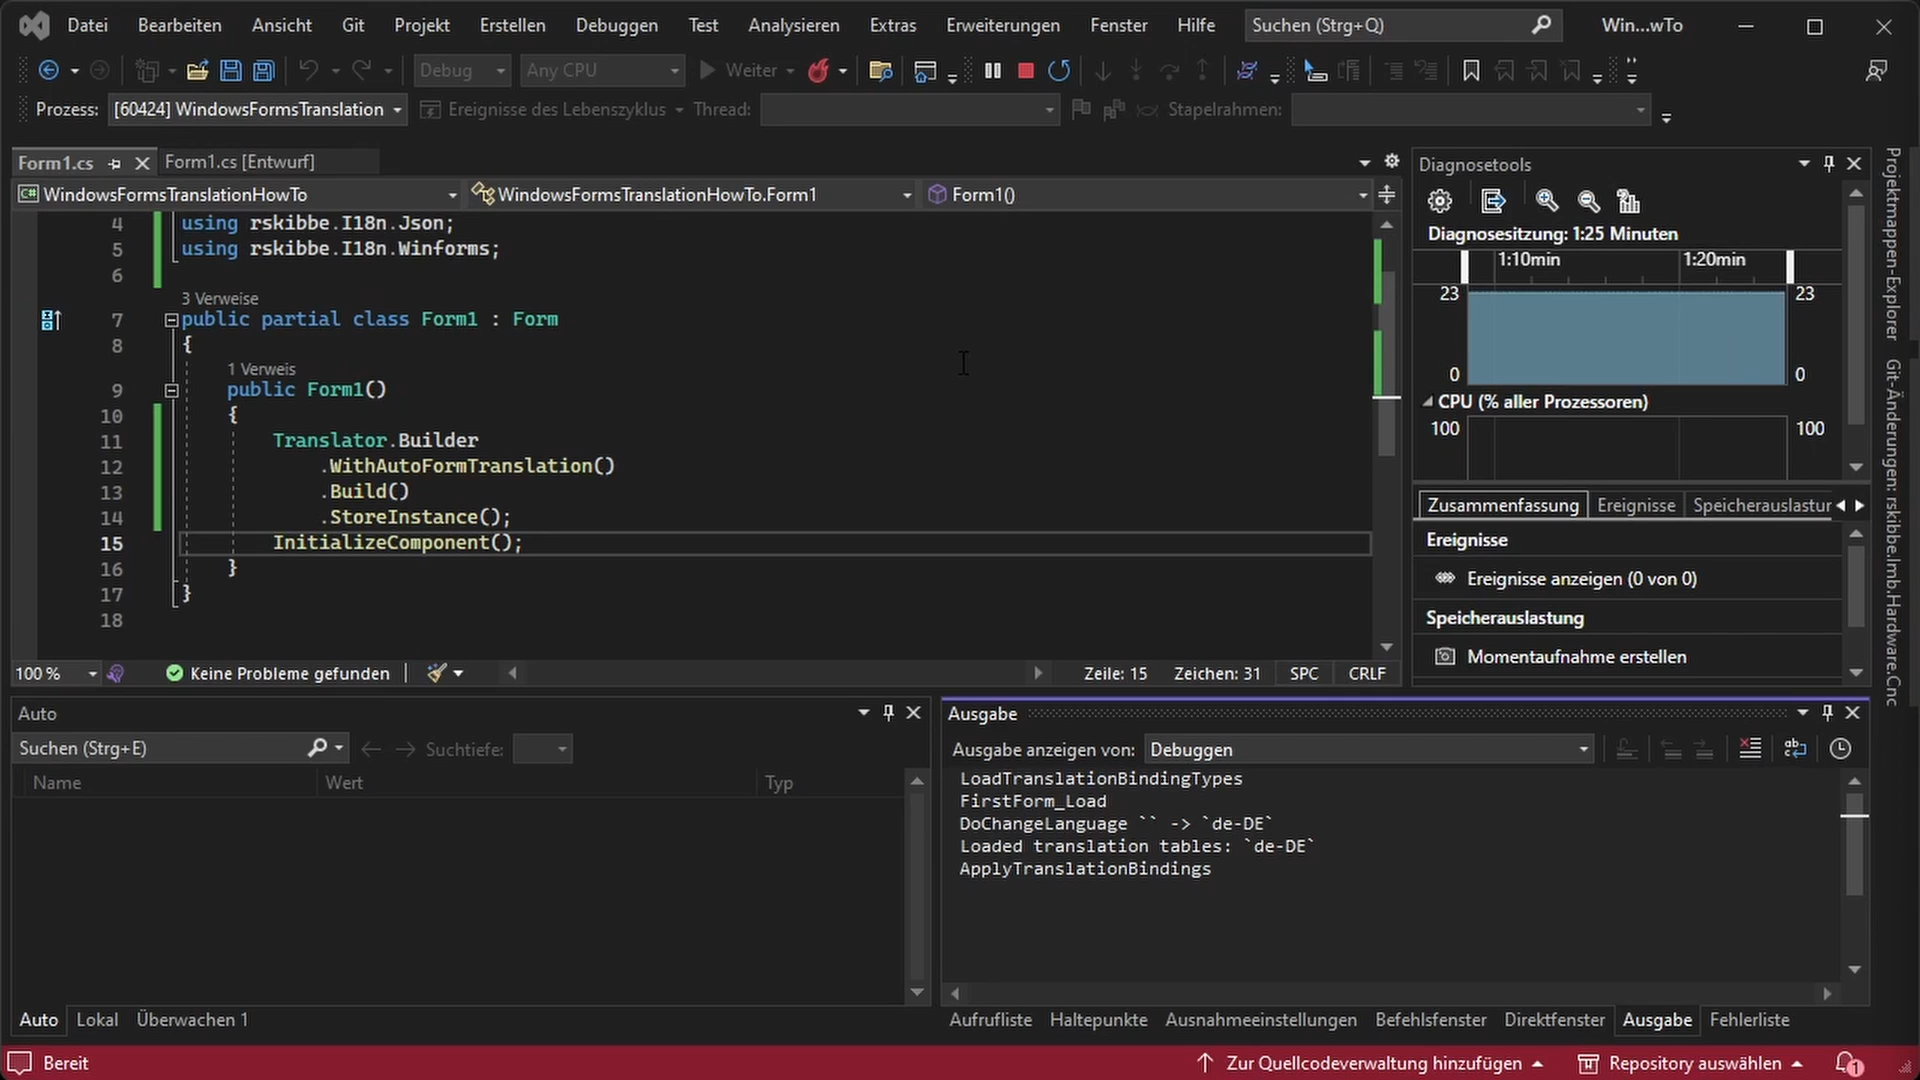 Datei Bearbeiten Ansicht Git Projekt Erstellen Debuggen Test Analysieren Extras Erweiterungen Fenster Hilfe Suchen (Strg+Q) Win...wTo
Debug Any CPU Weiter
Prozess: [60424] WindowsFormsTranslation Ereignisse des Lebenszyklus Thread: Stapelrahmen:
Form1.cs Form1.cs [Entwurf]
C# WindowsFormsTranslationHowTo WindowsFormsTranslationHowTo.Form1 Form1()
4 using rskibbe.I18n.Json;
5 using rskibbe.I18n.Winforms;
6
3 Verweise
7 public partial class Form1 : Form
8 {
1 Verweis
9 public Form1()
10 {
11 Translator.Builder
12 .WithAutoFormTranslation()
13 .Build()
14 .StoreInstance();
15 InitializeComponent();
16 }
17 }
18
100 % Keine Probleme gefunden Zeile: 15 Zeichen: 31 SPC CRLF
Diagnosetools
Diagnosesitzung: 1:25 Minuten
1:10min 1:20min
23 23
0 0
CPU (% aller Prozessoren)
100 100
Zusammenfassung Ereignisse Speicherauslastur
Ereignisse
Ereignisse anzeigen (0 von 0)
Speicherauslastung
Momentaufnahme erstellen
Projektmappen-Explorer
Git-Änderungen: rskibbe.Imb.Hardware.Cnc
Auto
Suchen (Strg+E) Suchtiefe:
Name Wert Typ
Auto Lokal Überwachen 1
Ausgabe
Ausgabe anzeigen von: Debuggen
LoadTranslationBindingTypes
FirstForm_Load
DoChangeLanguage `` -> `de-DE`
Loaded translation tables: `de-DE`
ApplyTranslationBindings
Aufrufliste Haltepunkte Ausnahmeeinstellungen Befehlsfenster Direktfenster Ausgabe Fehlerliste
Bereit Zur Quellcodeverwaltung hinzufügen Repository auswählen 1